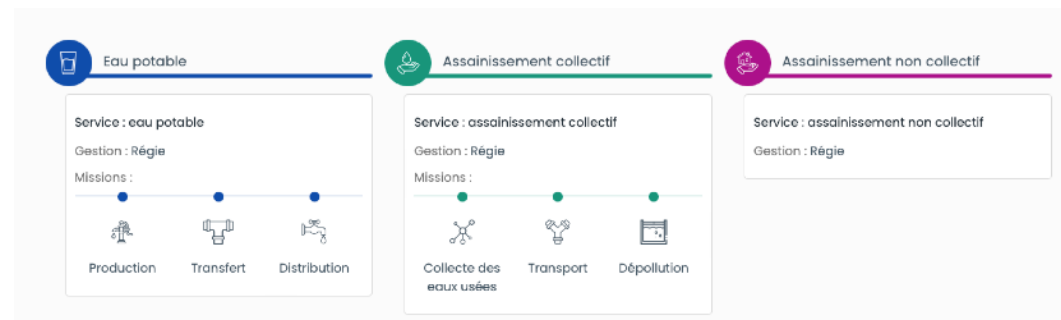 Eau potable
Service : eau potable
Gestion : Régie
Missions :
Production
Transfert
Distribution
Assainissement collectif
Service : assainissement collectif
Gestion : Régie
Missions :
Collecte des
eaux usées
Transport
Dépollution
Assainissement non collectif
Service : assainissement non collectif
Gestion : Régie